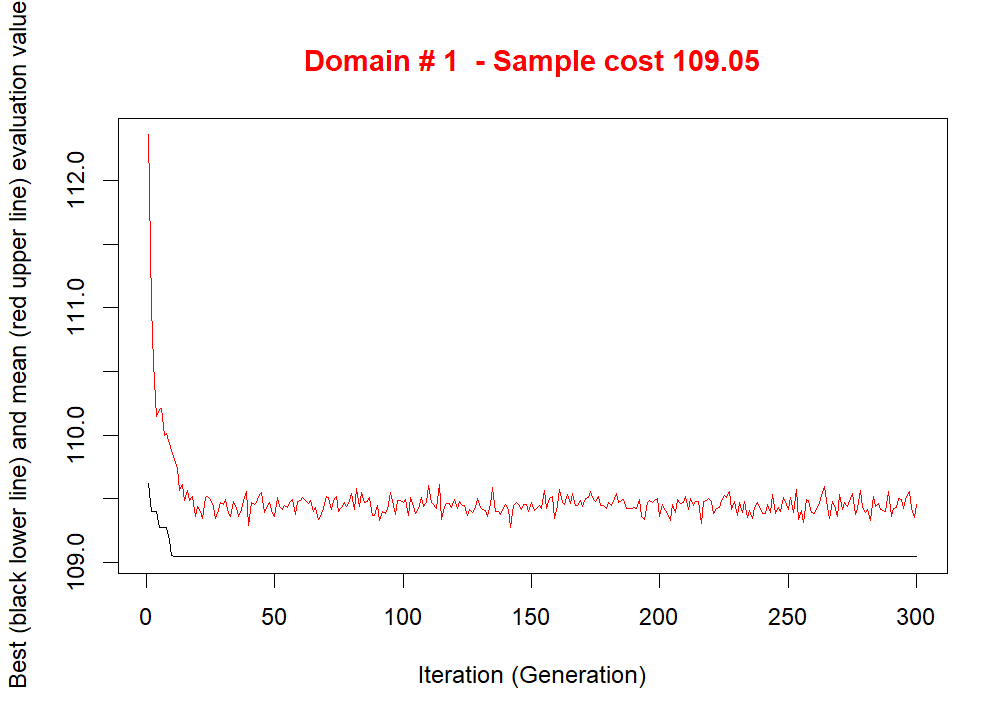 Domain # 1  - Sample cost 109.05
Best (black lower line) and mean (red upper line) evaluation value
112.0
111.0
110.0
109.0
0 50 100 150 200 250 300
Iteration (Generation)